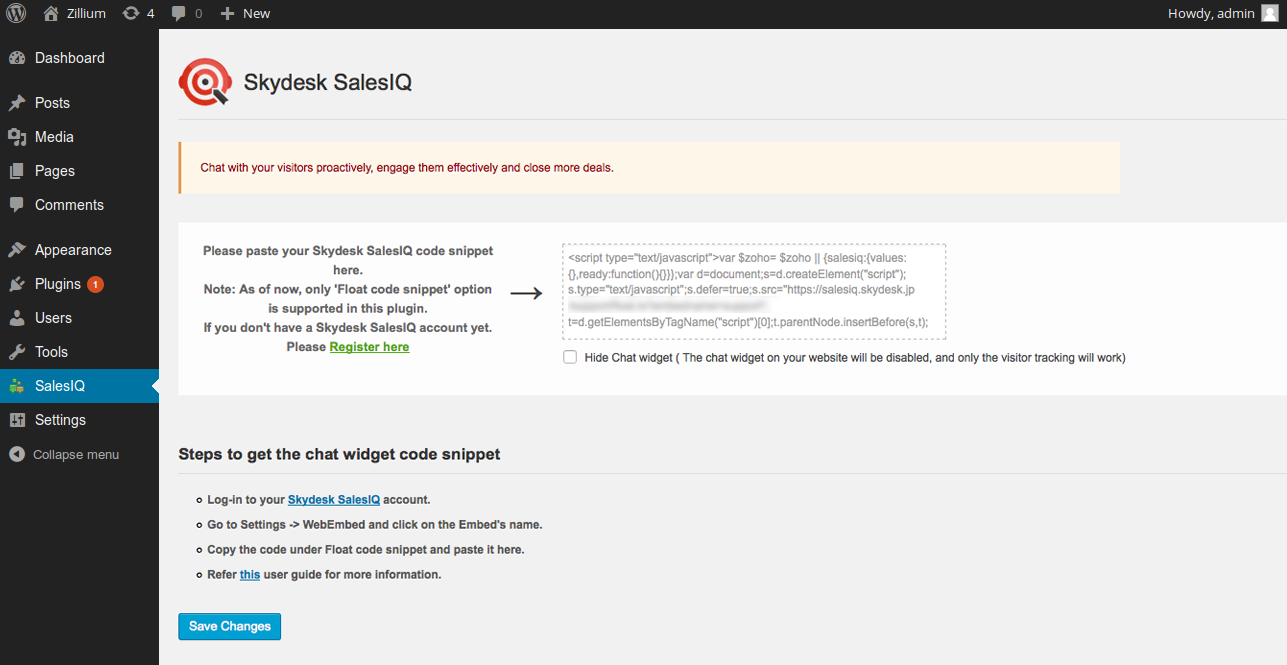 Zillium 4 0 New Howdy, admin
Dashboard
Posts
Media
Pages
Comments
Appearance
Plugins 1
Users
Tools
SalesIQ
Settings
Collapse menu
Skydesk SalesIQ
Chat with your visitors proactively, engage them effectively and close more deals.
Please paste your Skydesk SalesIQ code snippet
here.
Note: As of now, only 'Float code snippet' option
is supported in this plugin.
If you don't have a Skydesk SalesIQ account yet.
Please Register here
<script type="text/javascript">var $zoho= $zoho || {salesiq:{values:
{},ready:function(){}}};var d=document;s=d.createElement("script");
s.type="text/javascript";s.defer=true;s.src="https://salesiq.skydesk.jp
t=d.getElementsByTagName("script")[0];t.parentNode.insertBefore(s,t);
Hide Chat widget ( The chat widget on your website will be disabled, and only the visitor tracking will work)
Steps to get the chat widget code snippet
Log-in to your Skydesk SalesIQ account.
Go to Settings -> WebEmbed and click on the Embed's name.
Copy the code under Float code snippet and paste it here.
Refer this user guide for more information.
Save Changes